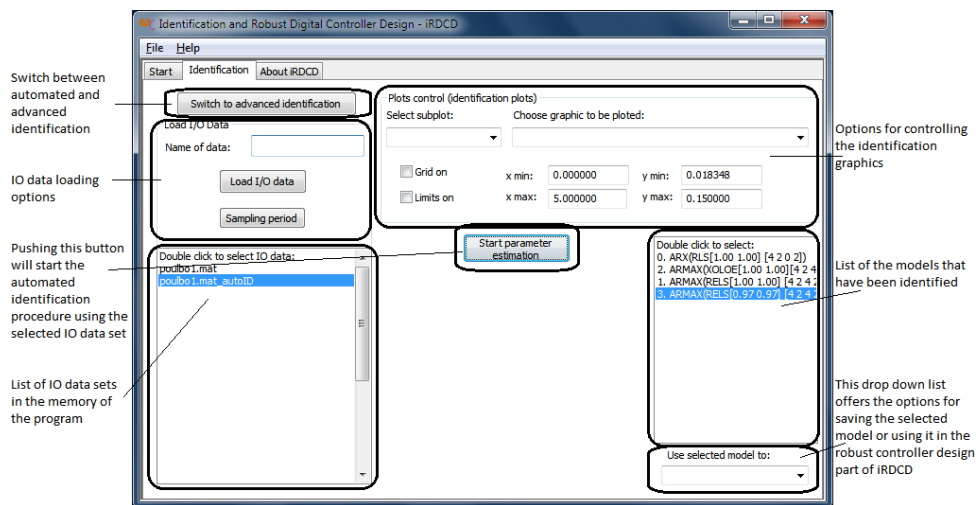 Identification and Robust Digital Controller Design - iRDCD
File Help
Start Identification About iRDCD
Switch to advanced identification
Load I/O Data
Name of data:
Load I/O data
Sampling period
Plots control (identification plots)
Select subplot: Choose graphic to be ploted:
Grid on x min: 0.000000 y min: 0.018348
Limits on x max: 5.000000 y max: 0.150000
Start parameter
estimation
Double click to select IO data:
poulbo1.mat
poulbo1.mat_autoID
Double click to select:
0. ARX(RLS[1.00 1.00] [4 2 0 2])
2. ARMAX(XOLOE[1.00 1.00][4 2 4
1. ARMAX(RELS[1.00 1.00] [4 2 4 2
3. ARMAX(RELS[0.97 0.97] [4 2 4 2
Use selected model to:
Switch between
automated and
advanced
identification
IO data loading
options
Pushing this button
will start the
automated
identification
procedure using the
selected IO data set
List of IO data sets
in the memory of
the program
Options for controlling
the identification
graphics
List of the models that
have been identified
This drop down list
offers the options for
saving the selected
model or using it in the
robust controller design
part of iRDCD